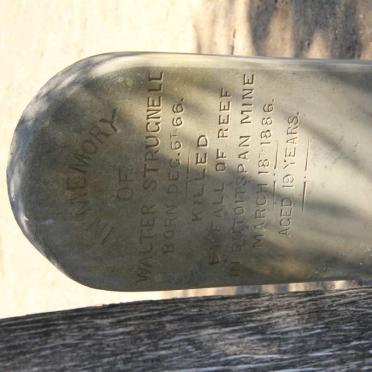 IN MEMORY
OF
WALTER STRUGNELL
BORN DEC. 6TH 66.
KILLED
BY FALL OF REEF
IN DUTOITSPAN MINE
MARCH 18TH 1886.
AGED 19 YEARS.